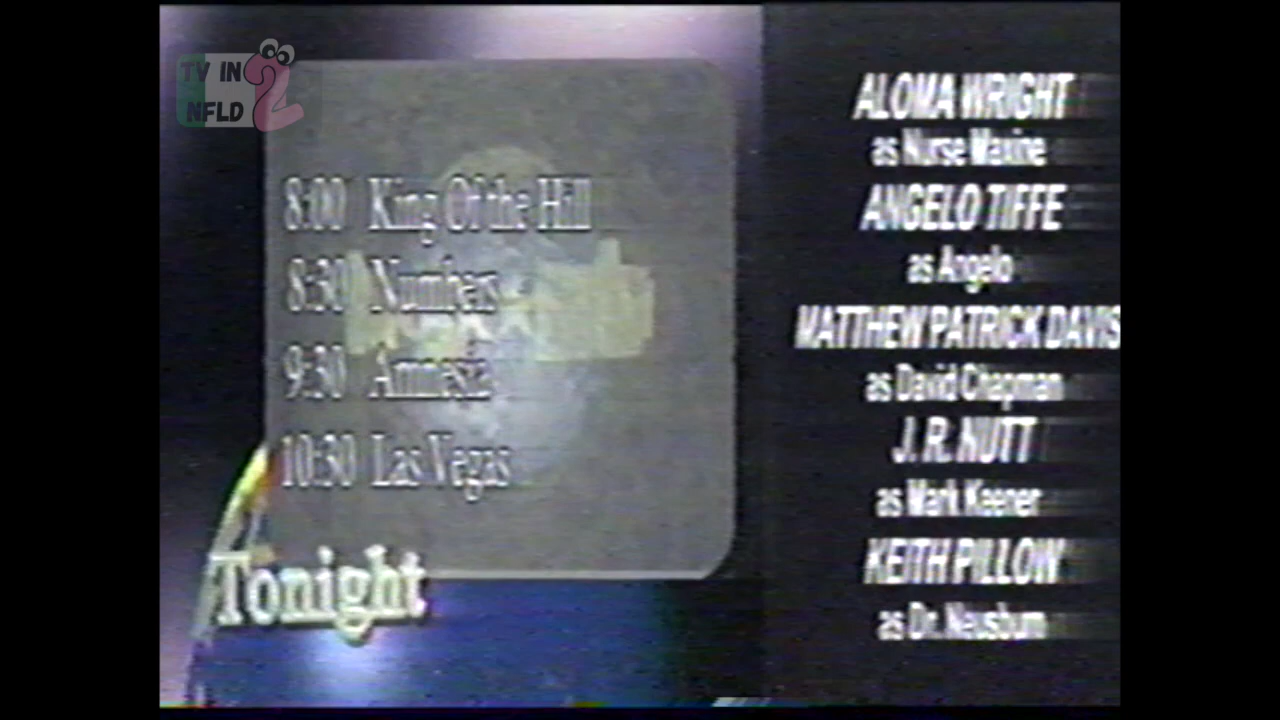 TV IN 2
NFLD
8:00 King Of the Hill
8:30 Numbers
9:30 Amnesia
10:30 Las Vegas
Tonight
ALOMA WRIGHT
as Nurse Maxine
ANGELO TIFFE
as Angelo
MATTHEW PATRICK DAVIS
as David Chapman
J. R. NUTT
as Mark Keener
KEITH PILLOW
as Dr. Neusbum